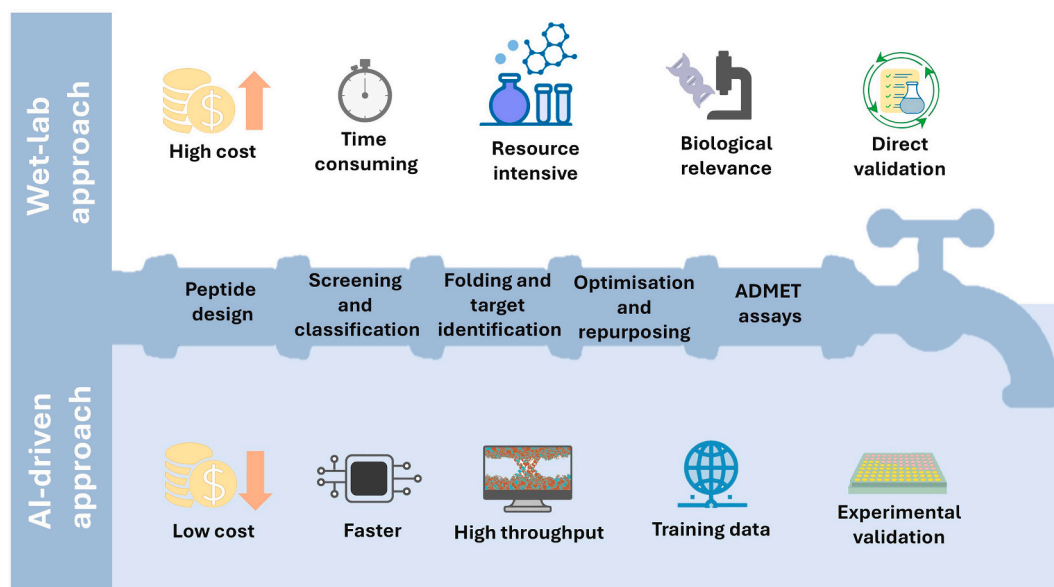 Wet-lab
approach
High cost
Time
consuming
Resource
intensive
Biological
relevance
Direct
validation
Peptide
design
Screening
and
classification
Folding and
target
identification
Optimisation
and
repurposing
ADMET
assays
AI-driven
approach
Low cost
Faster
High throughput
Training data
Experimental
validation